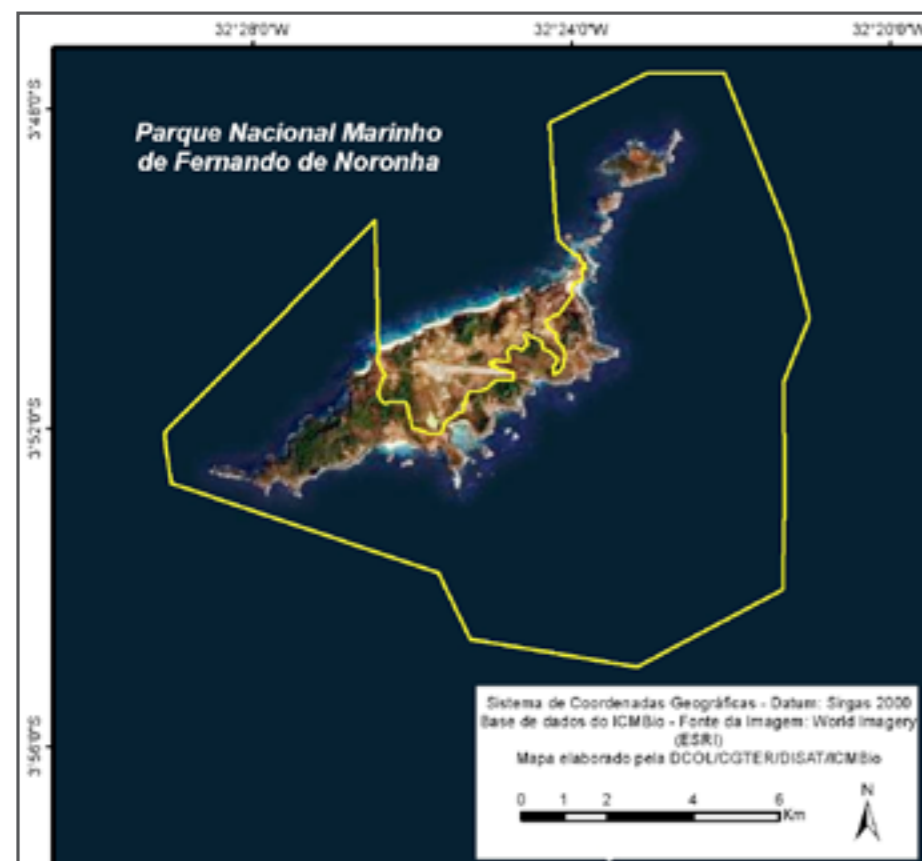 32°28'0"W 32°24'0"W 32°20'0"W
3°48'0"S
Parque Nacional Marinho
de Fernando de Noronha
3°52'0"S
3°56'0"S
Sistema de Coordenadas Geográficas - Datum: Sirgas 2000
Base de dados do ICMBio - Fonte da Imagem: World Imagery
(ESRI)
Mapa elaborado pela DCOL/CGTER/DISAT/ICMBio
N
0 1 2 4 6
Km